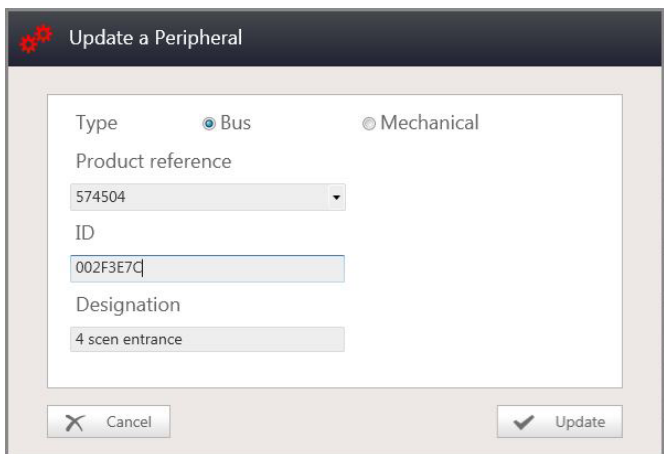 Update a Peripheral
Type Bus Mechanical
Product reference
574504
ID
002F3E7C
Designation
4 scen entrance
Cancel Update